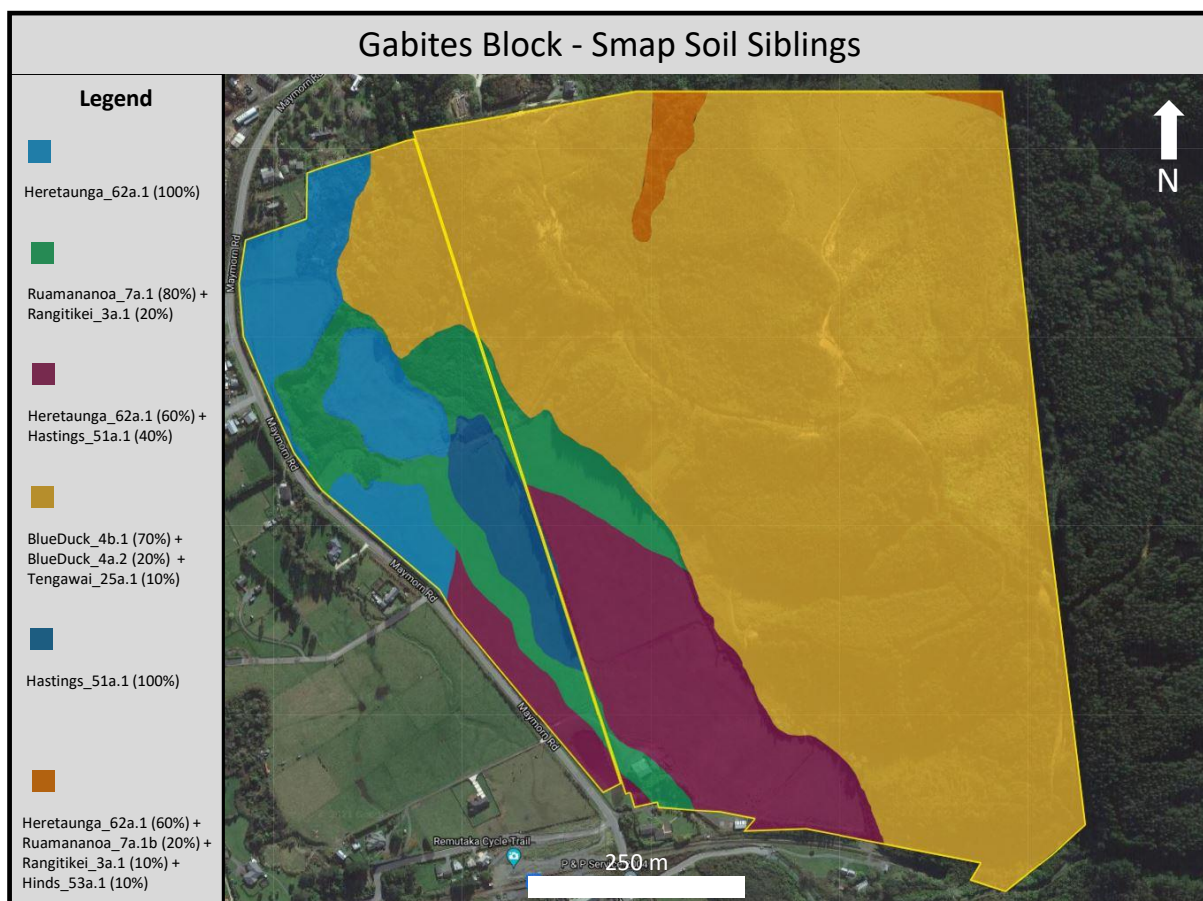 Gabites Block - Smap Soil Siblings
Legend
Heretaunga_62a.1 (100%)
Ruamananoa_7a.1 (80%) +
Rangitikei_3a.1 (20%)
Heretaunga_62a.1 (60%) +
Hastings_51a.1 (40%)
BlueDuck_4b.1 (70%) +
BlueDuck_4a.2 (20%) +
Tengawai_25a.1 (10%)
Hastings_51a.1 (100%)
Heretaunga_62a.1 (60%) +
Ruamananoa_7a.1b (20%) +
Rangitikei_3a.1 (10%) +
Hinds_53a.1 (10%)
Maymorn Rd
N
Maymorn Rd
Maymorn Rd
Maymorn Rd
Maymorn Rd
Remutaka Cycle Trail
P & P Service
250 m